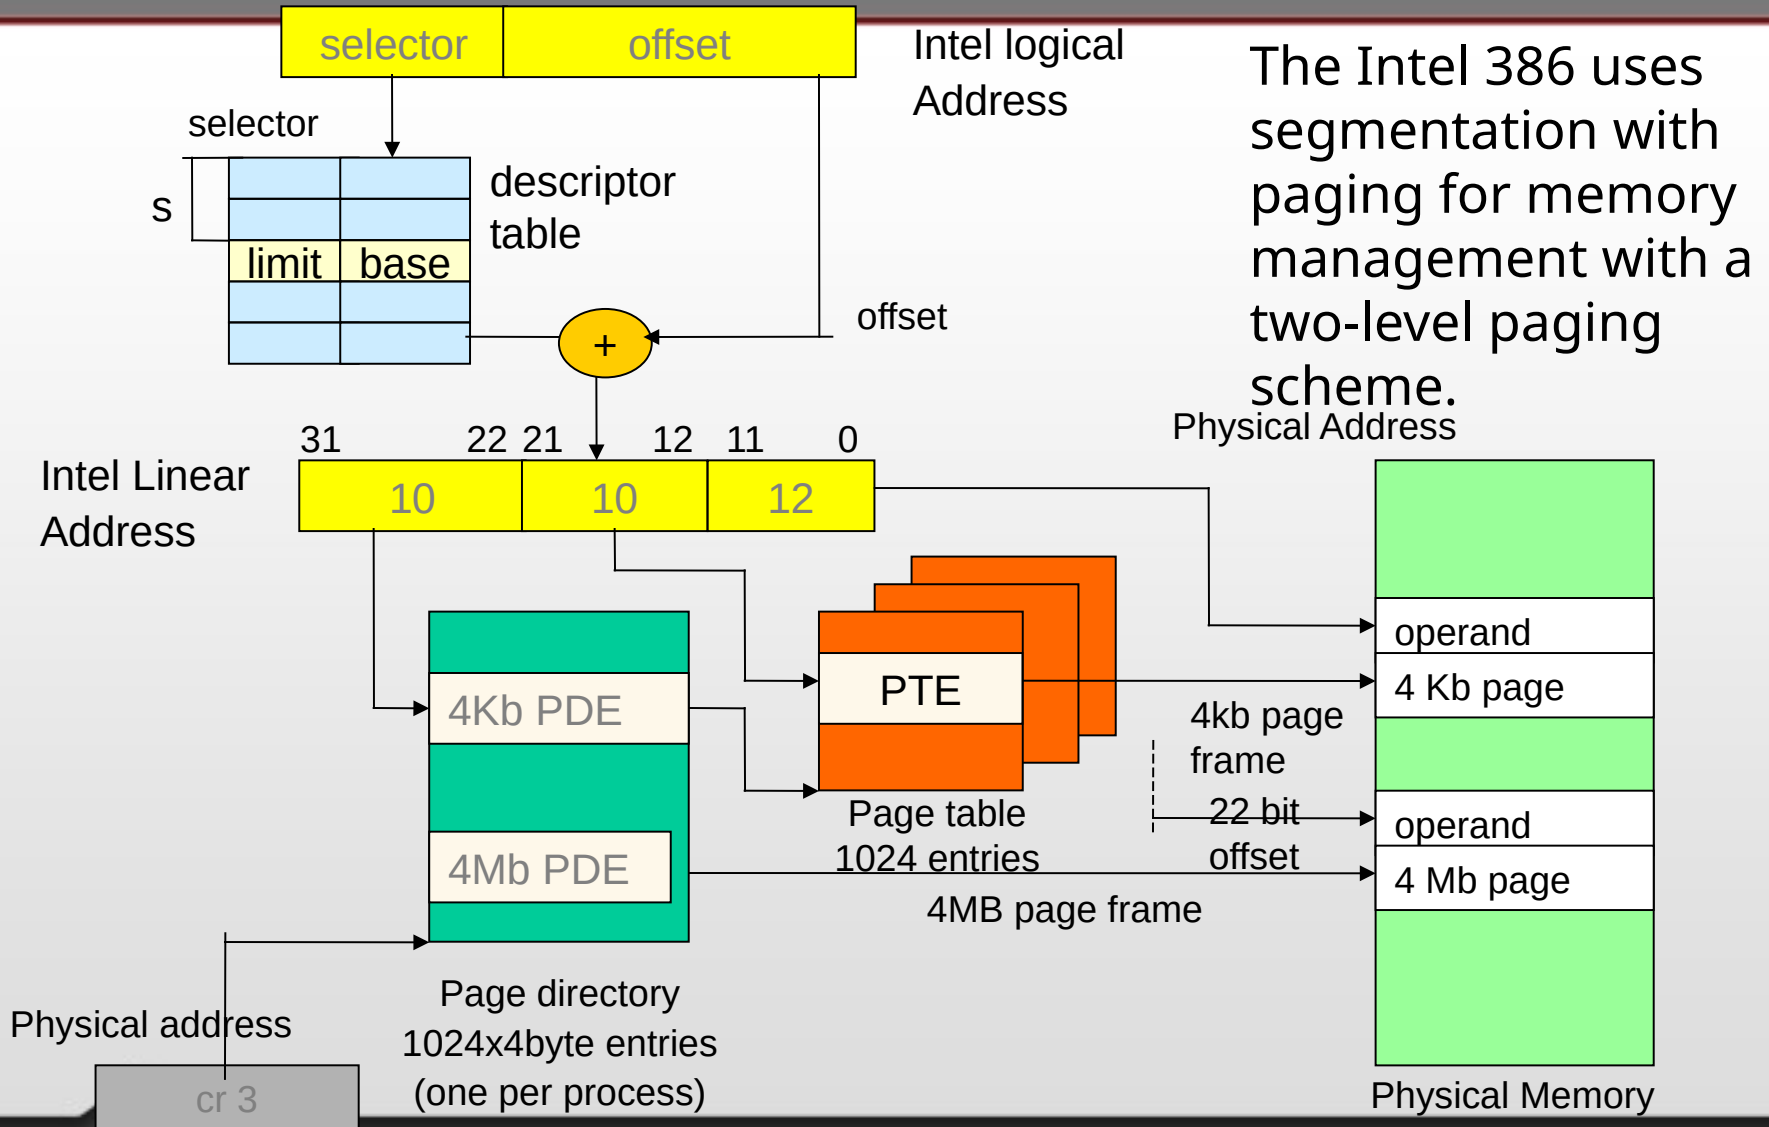 selector offset
Intel logical
Address
The Intel 386 uses
segmentation with
paging for memory
management with a
two-level paging
scheme.
selector
s
descriptor
table
limit base
+
offset
31 22 21 12 11 0
Intel Linear
Address
10 10 12
Physical Address
operand
4 Kb page
4Kb PDE
PTE
4kb page
frame
Page table
1024 entries
22 bit
offset
operand
4 Mb page
4Mb PDE
4MB page frame
Page directory
1024x4byte entries
(one per process)
Physical address
cr 3
Physical Memory